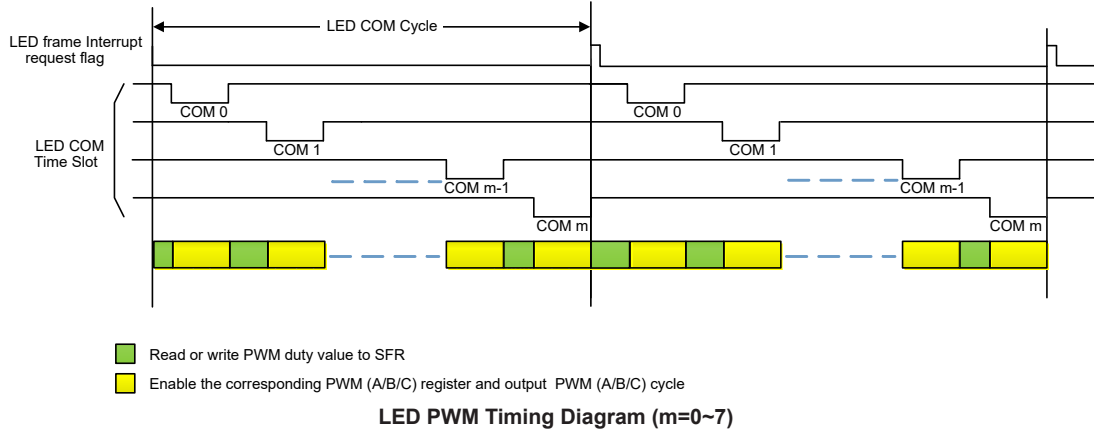 LED COM Cycle
LED frame Interrupt
request flag
COM 0
COM 0
COM 1
COM 1
LED COM
Time Slot
COM m-1
COM m-1
COM m
COM m
Read or write PWM duty value to SFR
Enable the corresponding PWM (A/B/C) register and output PWM (A/B/C) cycle
LED PWM Timing Diagram (m=0~7)